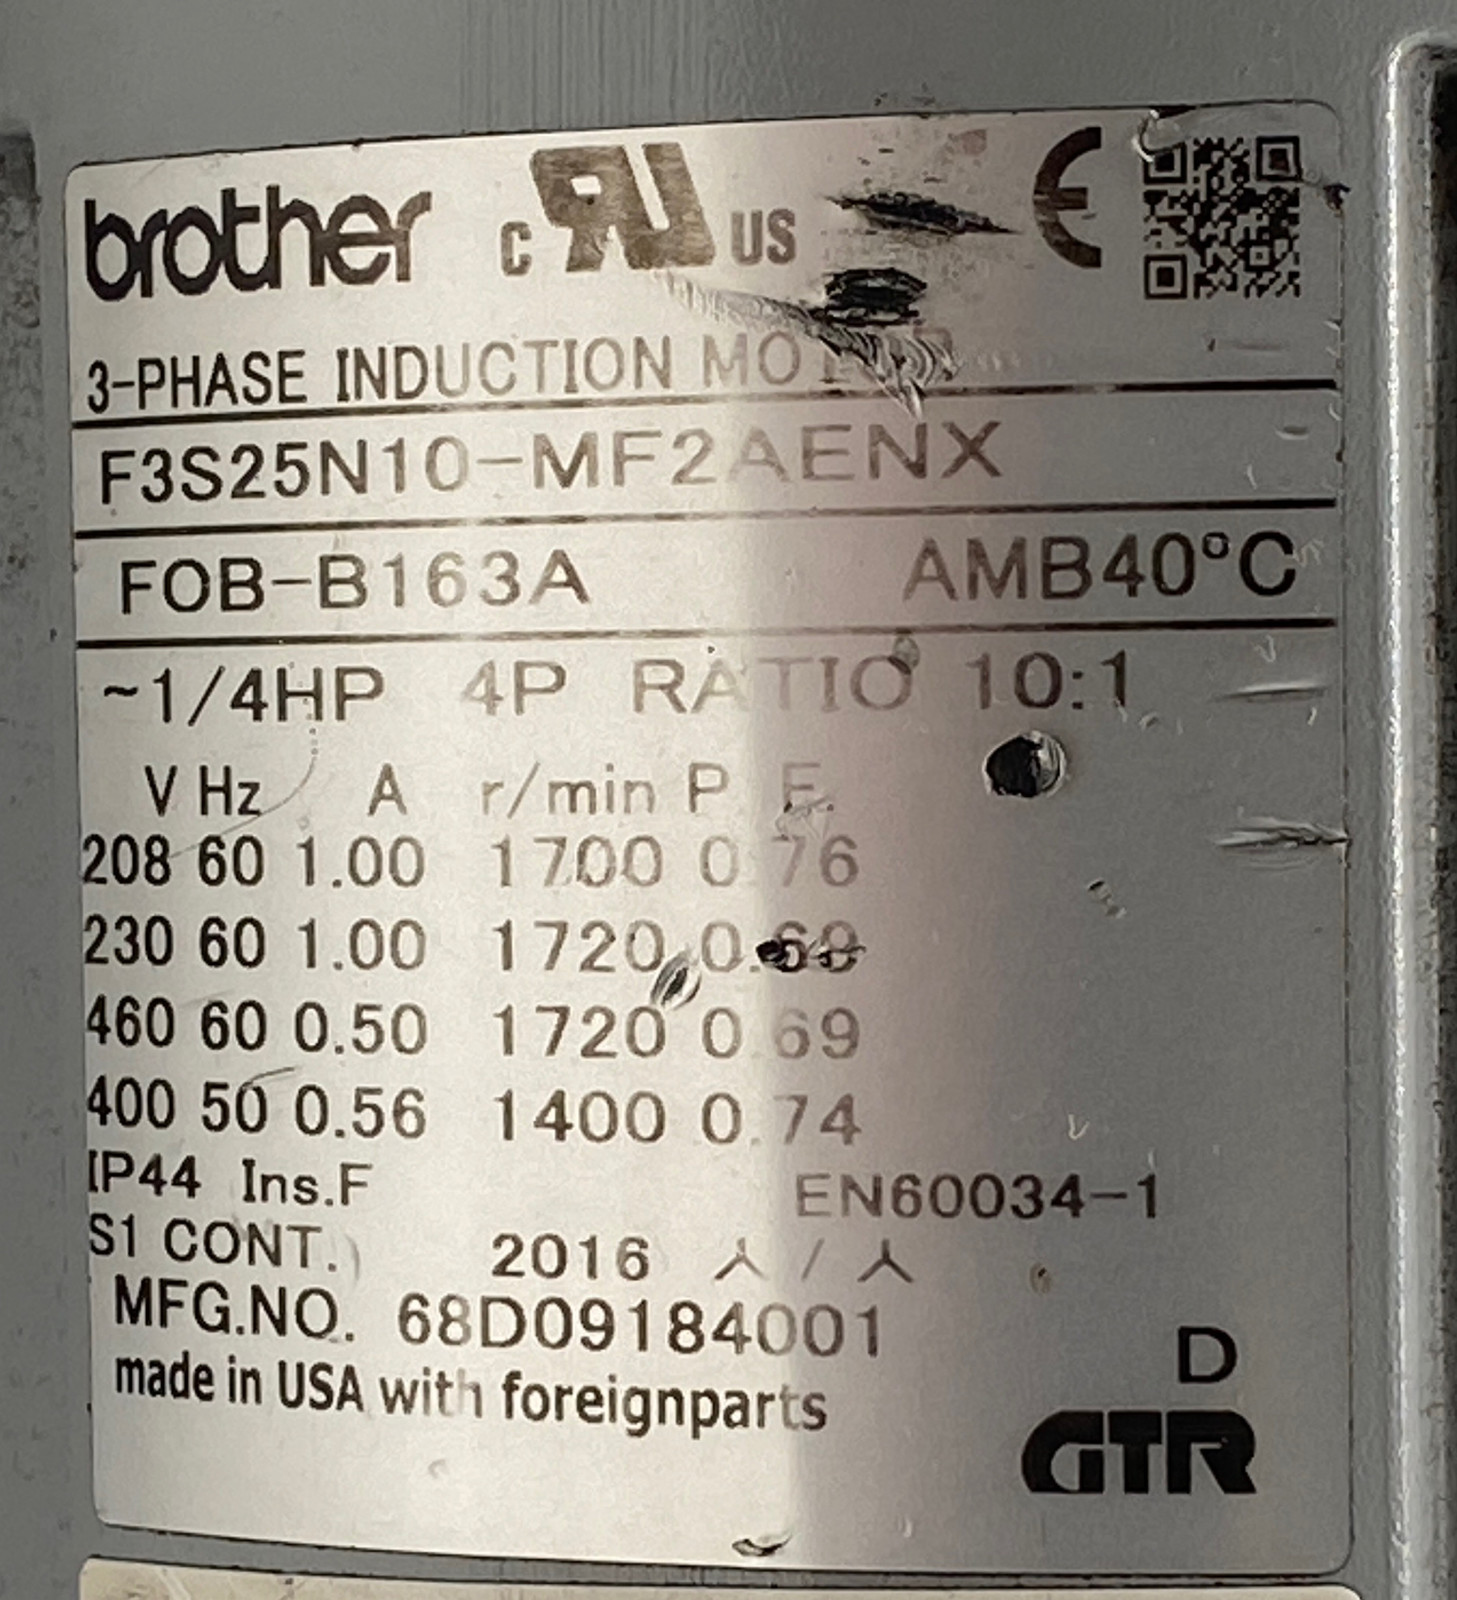 brother c RU US CE
3-PHASE INDUCTION MOTOR
F3S25N10-MF2AENX
FOB-B163A AMB40°C
~1/4HP 4P RATIO 10:1
V Hz A r/min P.F.
208 60 1.00 1700 0.76
230 60 1.00 1720
460 60 0.50 1720 0.69
400 50 0.56 1400 0.74
IP44 Ins.F EN60034-1
S1 CONT. 2016 人/人
MFG.NO. 68D09184001
made in USA with foreignparts
D
GTR